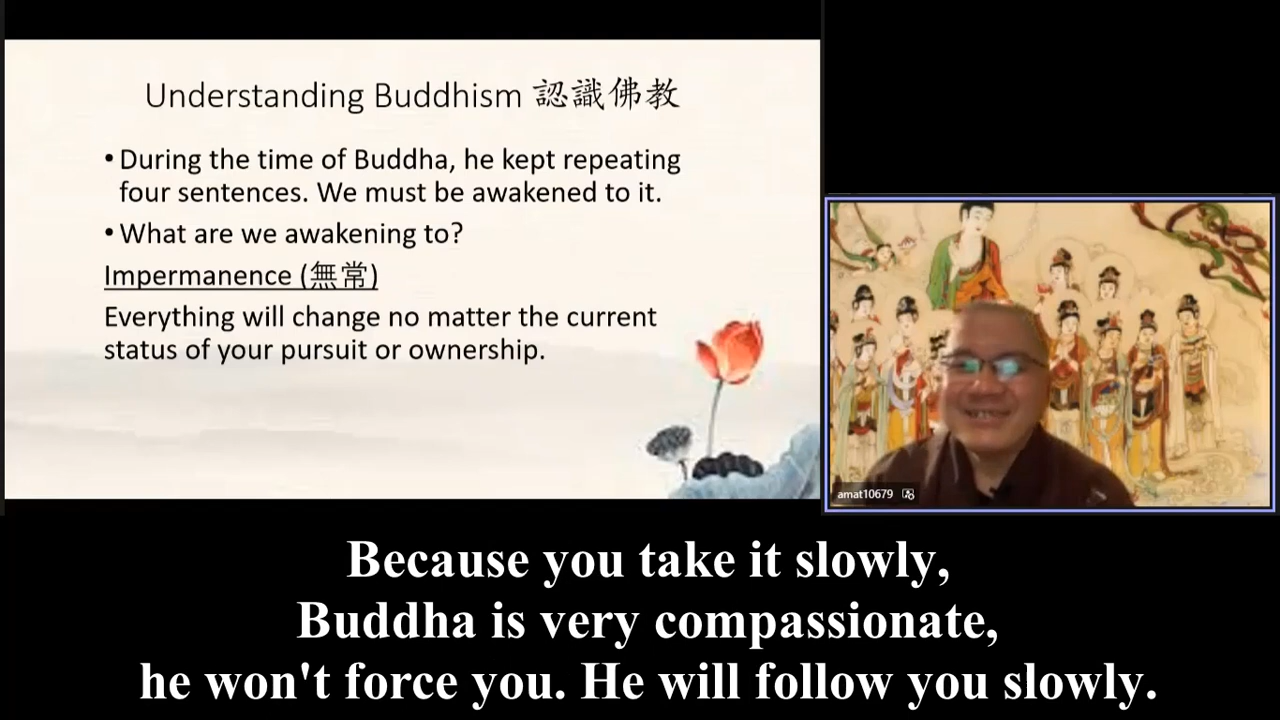 Understanding Buddhism 認識佛教
• During the time of Buddha, he kept repeating
four sentences. We must be awakened to it.
• What are we awakening to?
Impermanence (無常)
Everything will change no matter the current
status of your pursuit or ownership.
amat10679
Because you take it slowly,
Buddha is very compassionate,
he won't force you. He will follow you slowly.